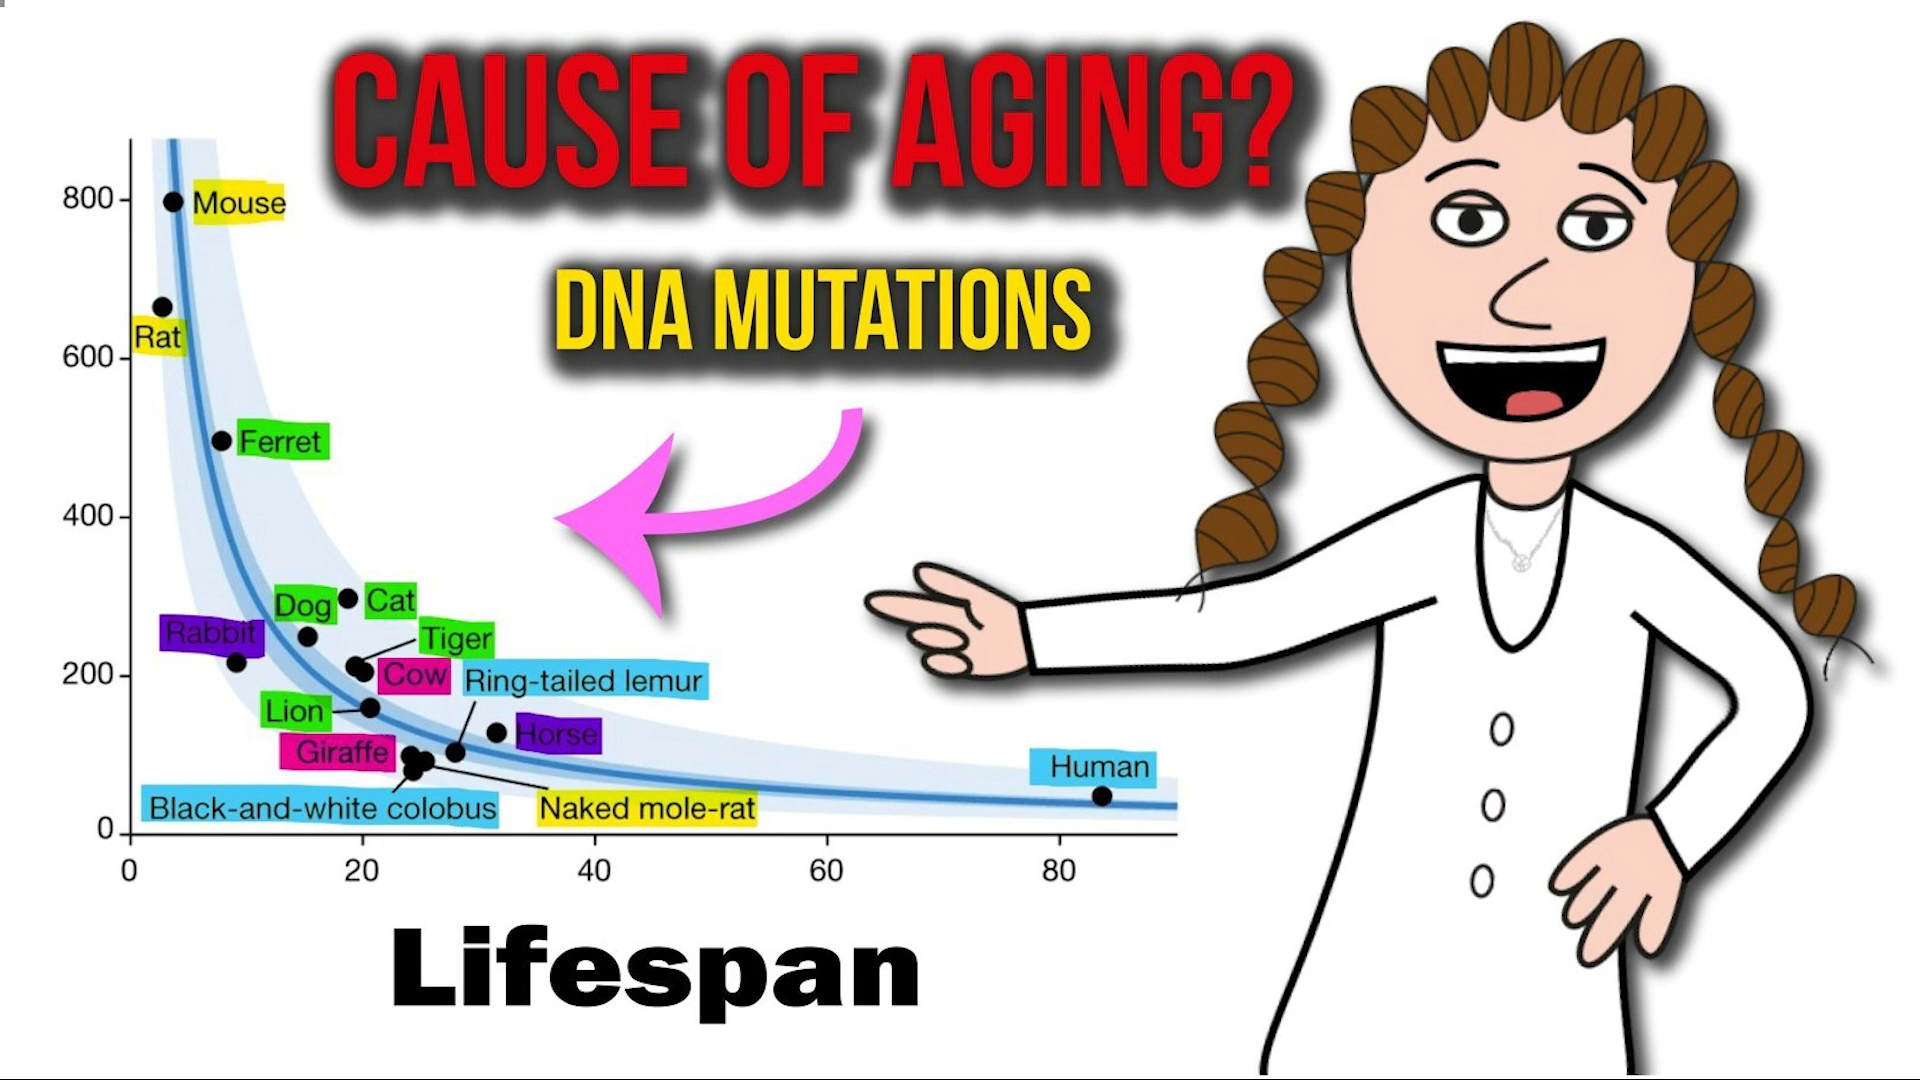 CAUSE OF AGING?
DNA MUTATIONS
800
Mouse
Rat
600
Ferret
400
Dog
Cat
Rabbit
Tiger
200
Cow
Ring-tailed lemur
Lion
Horse
Giraffe
Human
Black-and-white colobus
Naked mole-rat
0
0 20 40 60 80
Lifespan